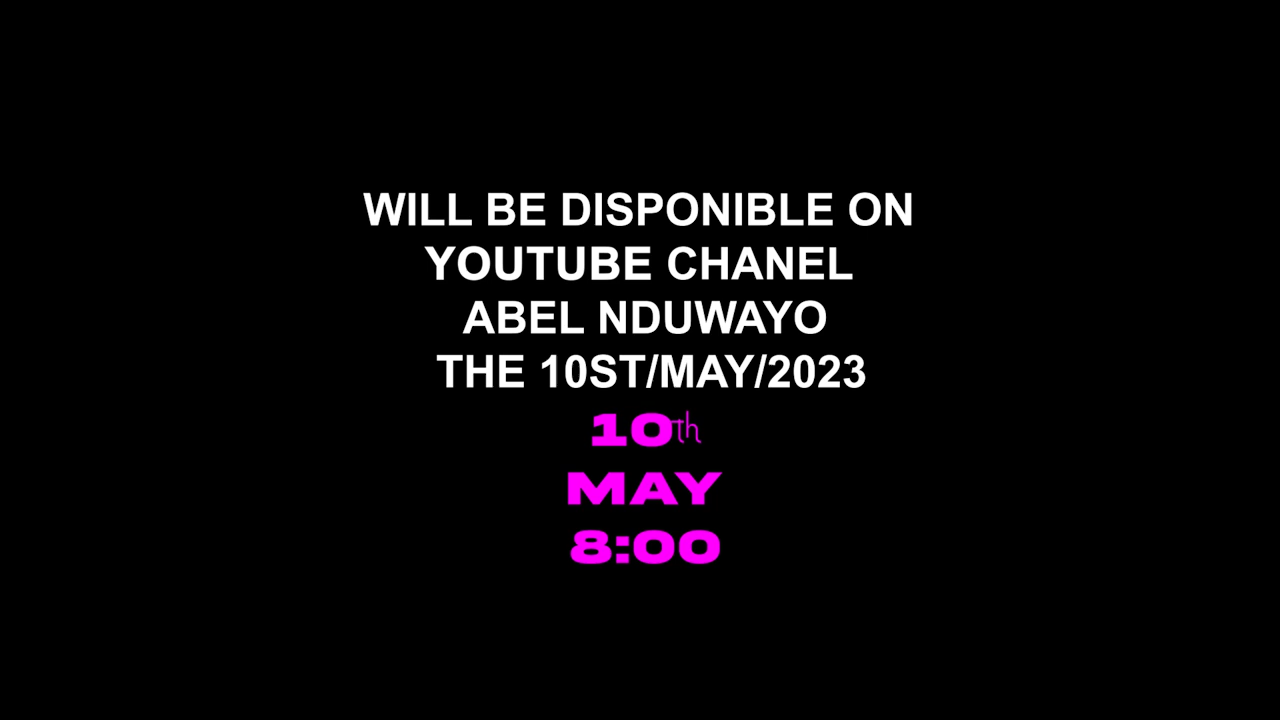 WILL BE DISPONIBLE ON
YOUTUBE CHANEL
ABEL NDUWAYO
THE 10ST/MAY/2023
10th
MAY
8:00